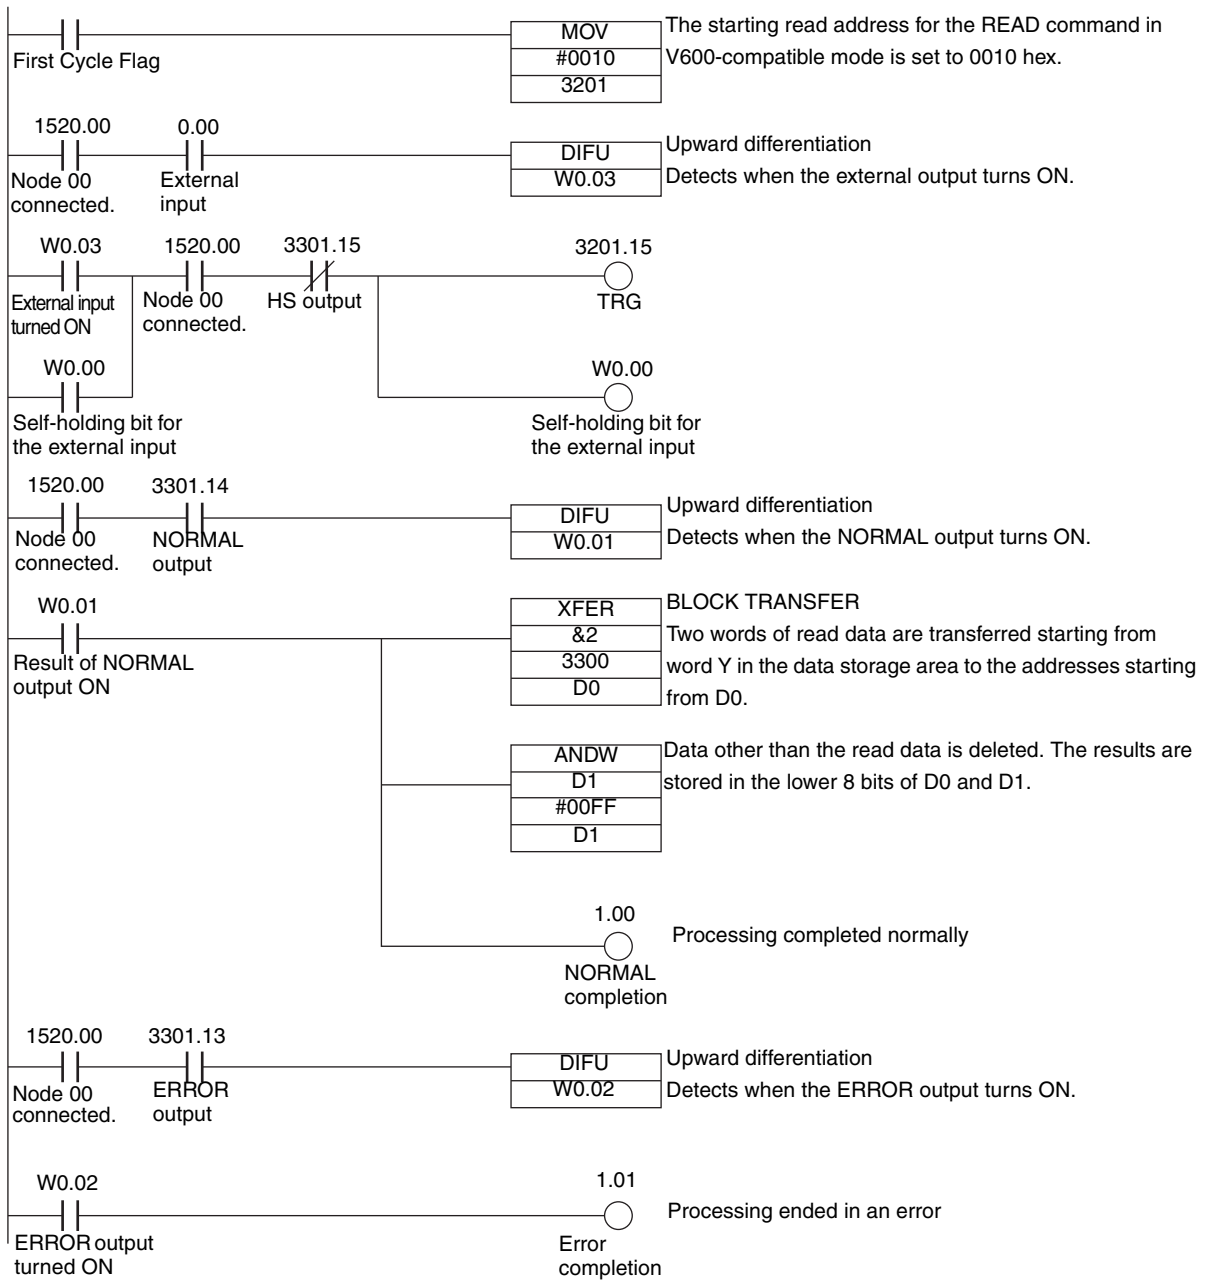 MOV
The starting read address for the READ command in
First Cycle Flag
#0010
V600-compatible mode is set to 0010 hex.
3201
1520.00
0.00
DIFU
Upward differentiation
Node 00
connected.
External
input
W0.03
Detects when the external output turns ON.
W0.03
1520.00
3301.15
3201.15
External input
turned ON
Node 00
connected.
HS output
TRG
W0.00
W0.00
Self-holding bit for
the external input
Self-holding bit for
the external input
1520.00
3301.14
DIFU
Upward differentiation
Node 00
connected.
NORMAL
output
W0.01
Detects when the NORMAL output turns ON.
W0.01
XFER
BLOCK TRANSFER
&2
Two words of read data are transferred starting from
Result of NORMAL
output ON
3300
word Y in the data storage area to the addresses starting
D0
from D0.
ANDW
Data other than the read data is deleted. The results are
D1
stored in the lower 8 bits of D0 and D1.
#00FF
D1
1.00
Processing completed normally
NORMAL
completion
1520.00
3301.13
DIFU
Upward differentiation
Node 00
connected.
ERROR
output
W0.02
Detects when the ERROR output turns ON.
W0.02
1.01
Processing ended in an error
ERROR output
turned ON
Error
completion